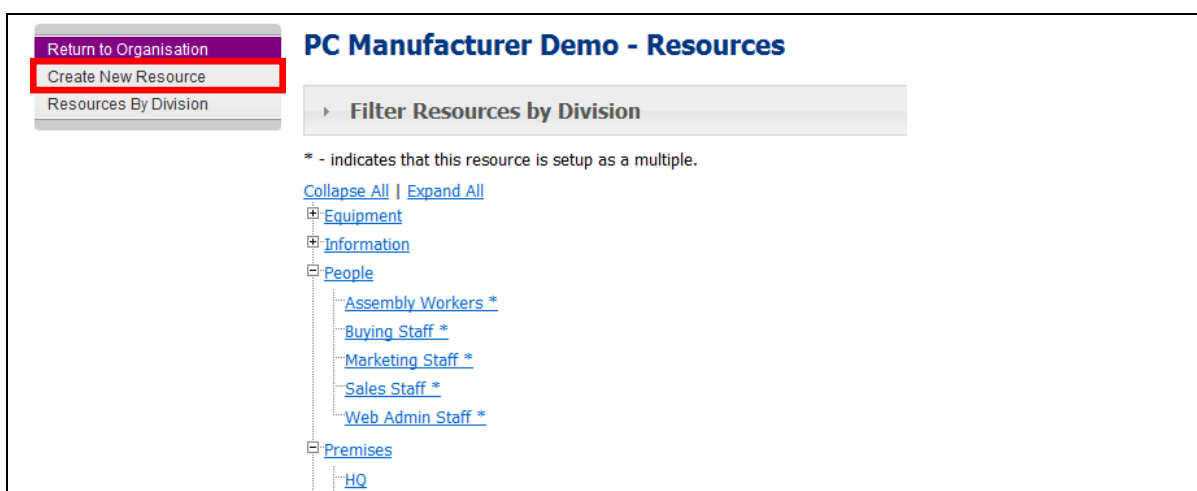 Return to Organisation
Create New Resource
Resources By Division
PC Manufacturer Demo - Resources
Filter Resources by Division
* - indicates that this resource is setup as a multiple.
Collapse All | Expand All
Equipment
Information
People
Assembly Workers *
Buying Staff *
Marketing Staff *
Sales Staff *
Web Admin Staff *
Premises
HQ